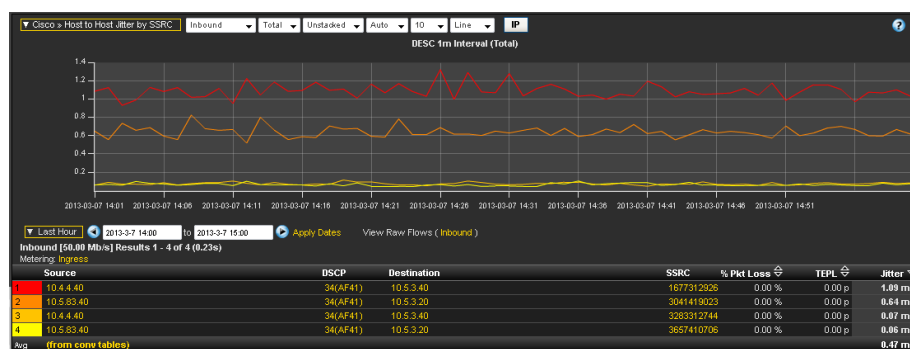 ▼ Cisco » Host to Host Jitter by SSRC Inbound Total Unstacked Auto 10 Line IP ?
DESC 1m Interval (Total)
1.4
1.2
1
0.8
0.6
0.4
0.2
2013-03-07 14:01 2013-03-07 14:06 2013-03-07 14:11 2013-03-07 14:16 2013-03-07 14:21 2013-03-07 14:26 2013-03-07 14:31 2013-03-07 14:36 2013-03-07 14:41 2013-03-07 14:46 2013-03-07 14:51
▼ Last Hour 2013-3-7 14:00 to 2013-3-7 15:00 Apply Dates View Raw Flows ( Inbound )
Inbound [50.00 Mb/s] Results 1 - 4 of 4 (0.23s)
Metering: Ingress
Source DSCP Destination SSRC % Pkt Loss TEPL Jitter
1 10.4.4.40 34(AF41) 10.5.3.40 1677312926 0.00 % 0.00 p 1.09 m
2 10.5.83.40 34(AF41) 10.5.3.20 3041419023 0.00 % 0.00 p 0.64 m
3 10.4.4.40 34(AF41) 10.5.3.40 3283312744 0.00 % 0.00 p 0.07 m
4 10.5.83.40 34(AF41) 10.5.3.20 3657410706 0.00 % 0.00 p 0.06 m
Avg (from conv tables) 0.47 m